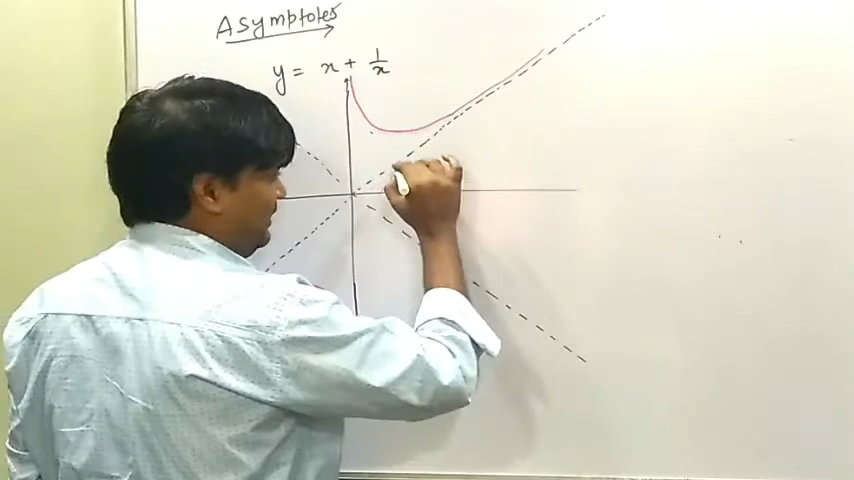 Asymptotes
y = x + 1/x